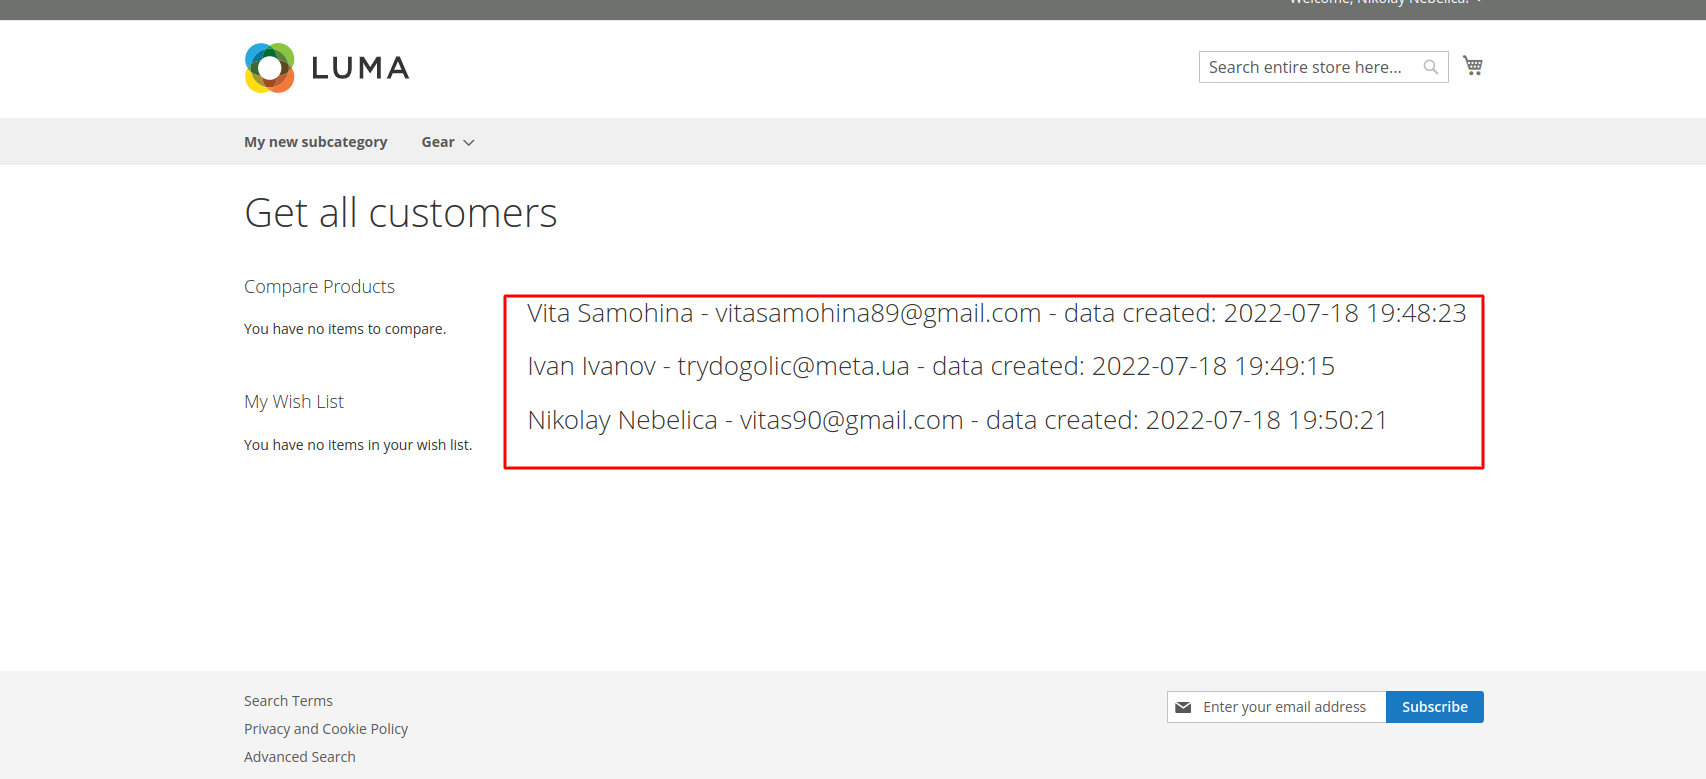 Welcome, Nikolay Nebelica!
LUMA
Search entire store here...
My new subcategory Gear
Get all customers
Compare Products
You have no items to compare.
My Wish List
You have no items in your wish list.
Vita Samohina - vitasamohina89@gmail.com - data created: 2022-07-18 19:48:23
Ivan Ivanov - trydogolic@meta.ua - data created: 2022-07-18 19:49:15
Nikolay Nebelica - vitas90@gmail.com - data created: 2022-07-18 19:50:21
Search Terms
Privacy and Cookie Policy
Advanced Search
Enter your email address Subscribe